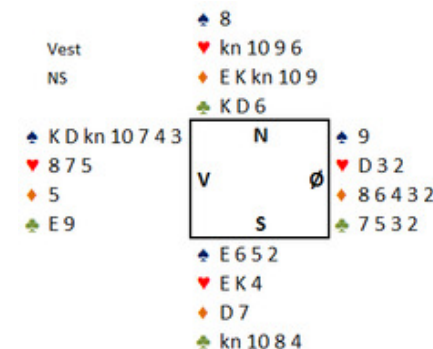 ♠ 8
Vest ♥ kn 10 9 6
NS ♦ E K kn 10 9
♣ K D 6
♠ K D kn 10 7 4 3 N ♠ 9
♥ 8 7 5 ♥ D 3 2
V Ø
♦ 5 ♦ 8 6 4 3 2
♣ E 9 S ♣ 7 5 3 2
♠ E 6 5 2
♥ E K 4
♦ D 7
♣ kn 10 8 4